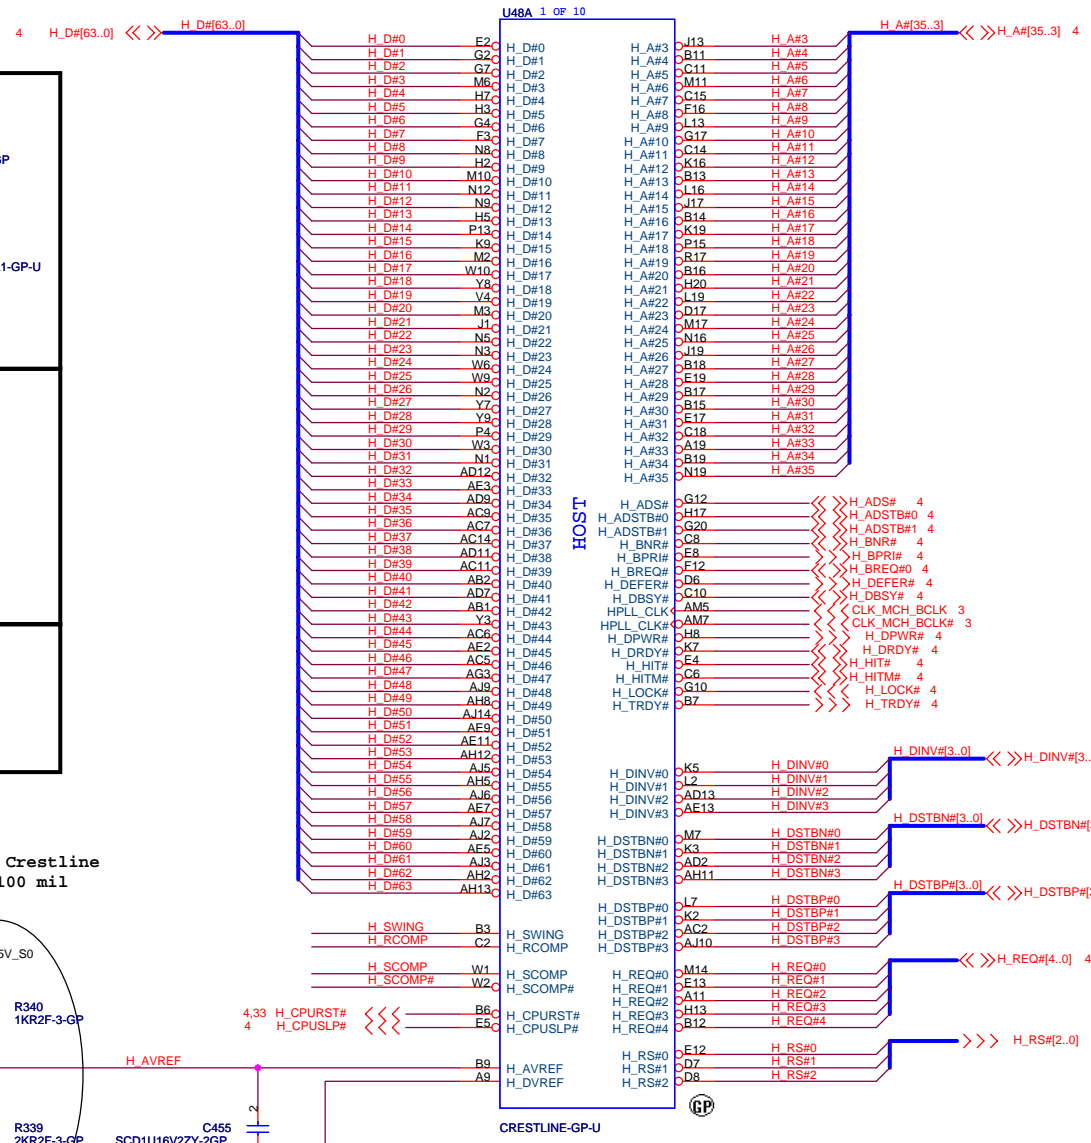 U48A 1 OF 10
4 H_D#[63..0] H_D#[63..0]
H_A#[35..3] H_A#[35..3] 4
H_D#0 E2 H_D#0 H_A#3 J13 H_A#3
H_D#1 G2 H_D#1 H_A#4 B11 H_A#4
H_D#2 G7 H_D#2 H_A#5 C11 H_A#5
H_D#3 M6 H_D#3 H_A#6 M11 H_A#6
H_D#4 H7 H_D#4 H_A#7 C15 H_A#7
H_D#5 H3 H_D#5 H_A#8 F16 H_A#8
H_D#6 G4 H_D#6 H_A#9 L13 H_A#9
H_D#7 F3 H_D#7 H_A#10 G17 H_A#10
H_D#8 N8 H_D#8 H_A#11 C14 H_A#11
H_D#9 H2 H_D#9 H_A#12 K16 H_A#12
H_D#10 M10 H_D#10 H_A#13 B13 H_A#13
H_D#11 N12 H_D#11 H_A#14 L16 H_A#14
H_D#12 N9 H_D#12 H_A#15 J17 H_A#15
H_D#13 H5 H_D#13 H_A#16 B14 H_A#16
H_D#14 P13 H_D#14 H_A#17 K19 H_A#17
H_D#15 K9 H_D#15 H_A#18 P15 H_A#18
H_D#16 M2 H_D#16 H_A#19 R17 H_A#19
H_D#17 W10 H_D#17 H_A#20 B16 H_A#20
H_D#18 Y8 H_D#18 H_A#21 H20 H_A#21
H_D#19 V4 H_D#19 H_A#22 L19 H_A#22
H_D#20 M3 H_D#20 H_A#23 D17 H_A#23
H_D#21 J1 H_D#21 H_A#24 M17 H_A#24
H_D#22 N5 H_D#22 H_A#25 N16 H_A#25
H_D#23 N3 H_D#23 H_A#26 J19 H_A#26
H_D#24 W6 H_D#24 H_A#27 B18 H_A#27
H_D#25 W9 H_D#25 H_A#28 E19 H_A#28
H_D#26 N2 H_D#26 H_A#29 B17 H_A#29
H_D#27 Y7 H_D#27 H_A#30 B15 H_A#30
H_D#28 Y9 H_D#28 H_A#31 E17 H_A#31
H_D#29 P4 H_D#29 H_A#32 C18 H_A#32
H_D#30 W3 H_D#30 H_A#33 A19 H_A#33
H_D#31 N1 H_D#31 H_A#34 B19 H_A#34
H_D#32 AD12 H_D#32 H_A#35 N19 H_A#35
H_D#33 AE3 H_D#33
H_D#34 AD9 H_D#34 H_ADS# G12 H_ADS# 4
H_D#35 AC9 H_D#35 H_ADSTB#0 H17 H_ADSTB#0 4
H_D#36 AC7 H_D#36 H_ADSTB#1 G20 H_ADSTB#1 4
H_D#37 AC14 H_D#37 H_BNR# C8 H_BNR# 4
H_D#38 AD11 H_D#38 H_BPRI# E8 H_BPRI# 4
H_D#39 AC11 H_D#39 H_BREQ# F12 H_BREQ#0 4
H_D#40 AB2 H_D#40 H_DEFER# D6 H_DEFER# 4
H_D#41 AD7 H_D#41 H_DBSY# C10 H_DBSY# 4
H_D#42 AB1 H_D#42 HPLL_CLK AM5 CLK_MCH_BCLK 3
H_D#43 Y3 H_D#43 HPLL_CLK# AM7 CLK_MCH_BCLK# 3
H_D#44 AC6 H_D#44 H_DPWR# H8 H_DPWR# 4
H_D#45 AE2 H_D#45 H_DRDY# K7 H_DRDY# 4
H_D#46 AC5 H_D#46 H_HIT# E4 H_HIT# 4
H_D#47 AG3 H_D#47 H_HITM# C6 H_HITM# 4
H_D#48 AJ9 H_D#48 H_LOCK# G10 H_LOCK# 4
H_D#49 AH8 H_D#49 H_TRDY# B7 H_TRDY# 4
HOST
H_D#50 AJ14 H_D#50
H_D#51 AE9 H_D#51
H_D#52 AE11 H_D#52
H_D#53 AH12 H_D#53 H_DINV#[3..0] H_DINV#[3..
H_D#54 AJ5 H_D#54 H_DINV#0 K5 H_DINV#0
H_D#55 AH5 H_D#55 H_DINV#1 L2 H_DINV#1
H_D#56 AJ6 H_D#56 H_DINV#2 AD13 H_DINV#2
H_D#57 AE7 H_D#57 H_DINV#3 AE13 H_DINV#3
H_D#58 AJ7 H_D#58 H_DSTBN#[3..0] H_DSTBN#[
H_D#59 AJ2 H_D#59 H_DSTBN#0 M7 H_DSTBN#0
H_D#60 AE5 H_D#60 H_DSTBN#1 K3 H_DSTBN#1
H_D#61 AJ3 H_D#61 H_DSTBN#2 AD2 H_DSTBN#2
H_D#62 AH2 H_D#62 H_DSTBN#3 AH11 H_DSTBN#3
H_D#63 AH13 H_D#63 H_DSTBP#[3..0] H_DSTBP#[
H_DSTBP#0 L7 H_DSTBP#0
H_DSTBP#1 K2 H_DSTBP#1
H_SWING B3 H_SWING H_DSTBP#2 AC2 H_DSTBP#2
H_RCOMP C2 H_RCOMP H_DSTBP#3 AJ10 H_DSTBP#3
H_REQ#[4..0] H_REQ#[4..0] 4
H_SCOMP W1 H_SCOMP H_REQ#0 M14 H_REQ#0
H_SCOMP# W2 H_SCOMP# H_REQ#1 E13 H_REQ#1
H_REQ#2 A11 H_REQ#2
4,33 H_CPURST# B6 H_CPURST# H_REQ#3 H13 H_REQ#3
4 H_CPUSLP# E5 H_CPUSLP# H_REQ#4 B12 H_REQ#4
H_RS#[2..0]
H_RS#0 E12 H_RS#0
H_AVREF B9 H_AVREF H_RS#1 D7 H_RS#1
A9 H_DVREF H_RS#2 D8 H_RS#2
GP
CRESTLINE-GP-U
GP
1-GP-U
Crestline
100 mil
5V_S0
R340
1KR2F-3-GP
R339
2KR2F-3-GP
2
C455
SCD1U16V2ZY-2GP